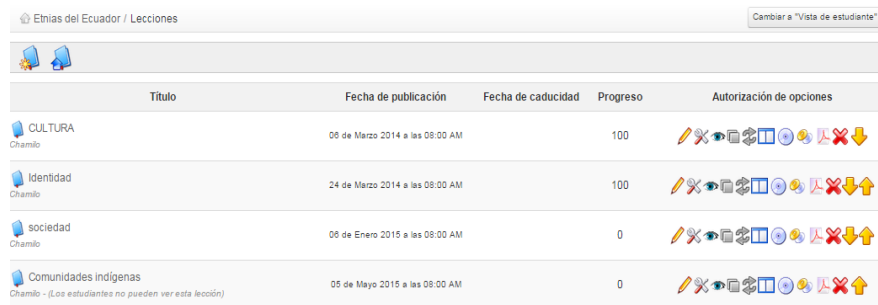 Etnias del Ecuador / Lecciones
Cambiar a "Vista de estudiante"
Título Fecha de publicación Fecha de caducidad Progreso Autorización de opciones
CULTURA
Chamilo
06 de Marzo 2014 a las 08:00 AM 100
Identidad
Chamilo
24 de Marzo 2014 a las 08:00 AM 100
sociedad
Chamilo
06 de Enero 2015 a las 08:00 AM 0
Comunidades indígenas
Chamilo - (Los estudiantes no pueden ver esta lección)
05 de Mayo 2015 a las 08:00 AM 0